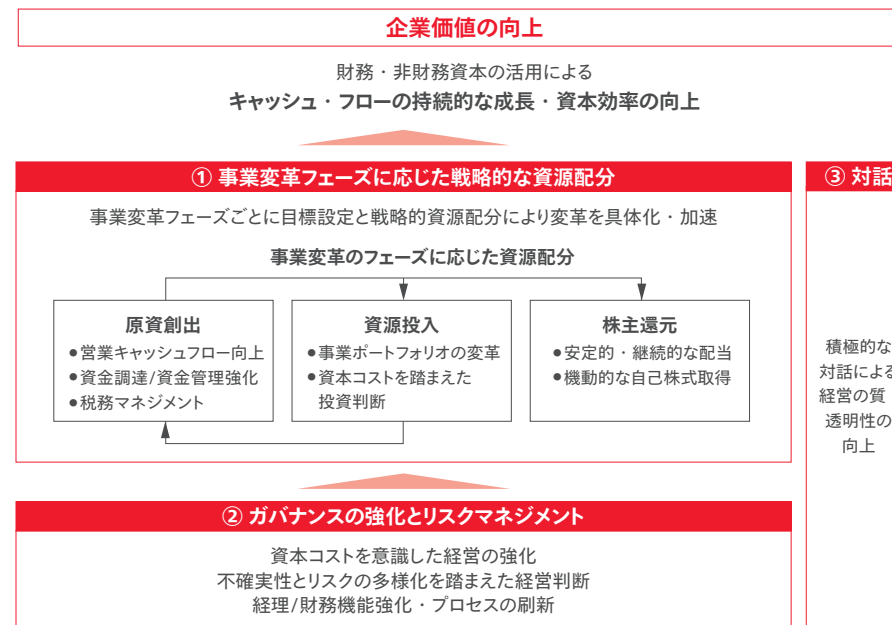 企業価値の向上
財務・非財務資本の活用による
キャッシュ・フローの持続的な成長・資本効率の向上
① 事業変革フェーズに応じた戦略的な資源配分
事業変革フェーズごとに目標設定と戦略的資源配分により変革を具体化・加速
事業変革のフェーズに応じた資源配分
原資創出
●営業キャッシュフロー向上
●資金調達/資金管理強化
●税務マネジメント
資源投入
●事業ポートフォリオの変革
●資本コストを踏まえた
投資判断
株主還元
●安定的・継続的な配当
●機動的な自己株式取得
② ガバナンスの強化とリスクマネジメント
資本コストを意識した経営の強化
不確実性とリスクの多様化を踏まえた経営判断
経理/財務機能強化・プロセスの刷新
③ 対話
積極的な
対話による
経営の質
透明性の
向上